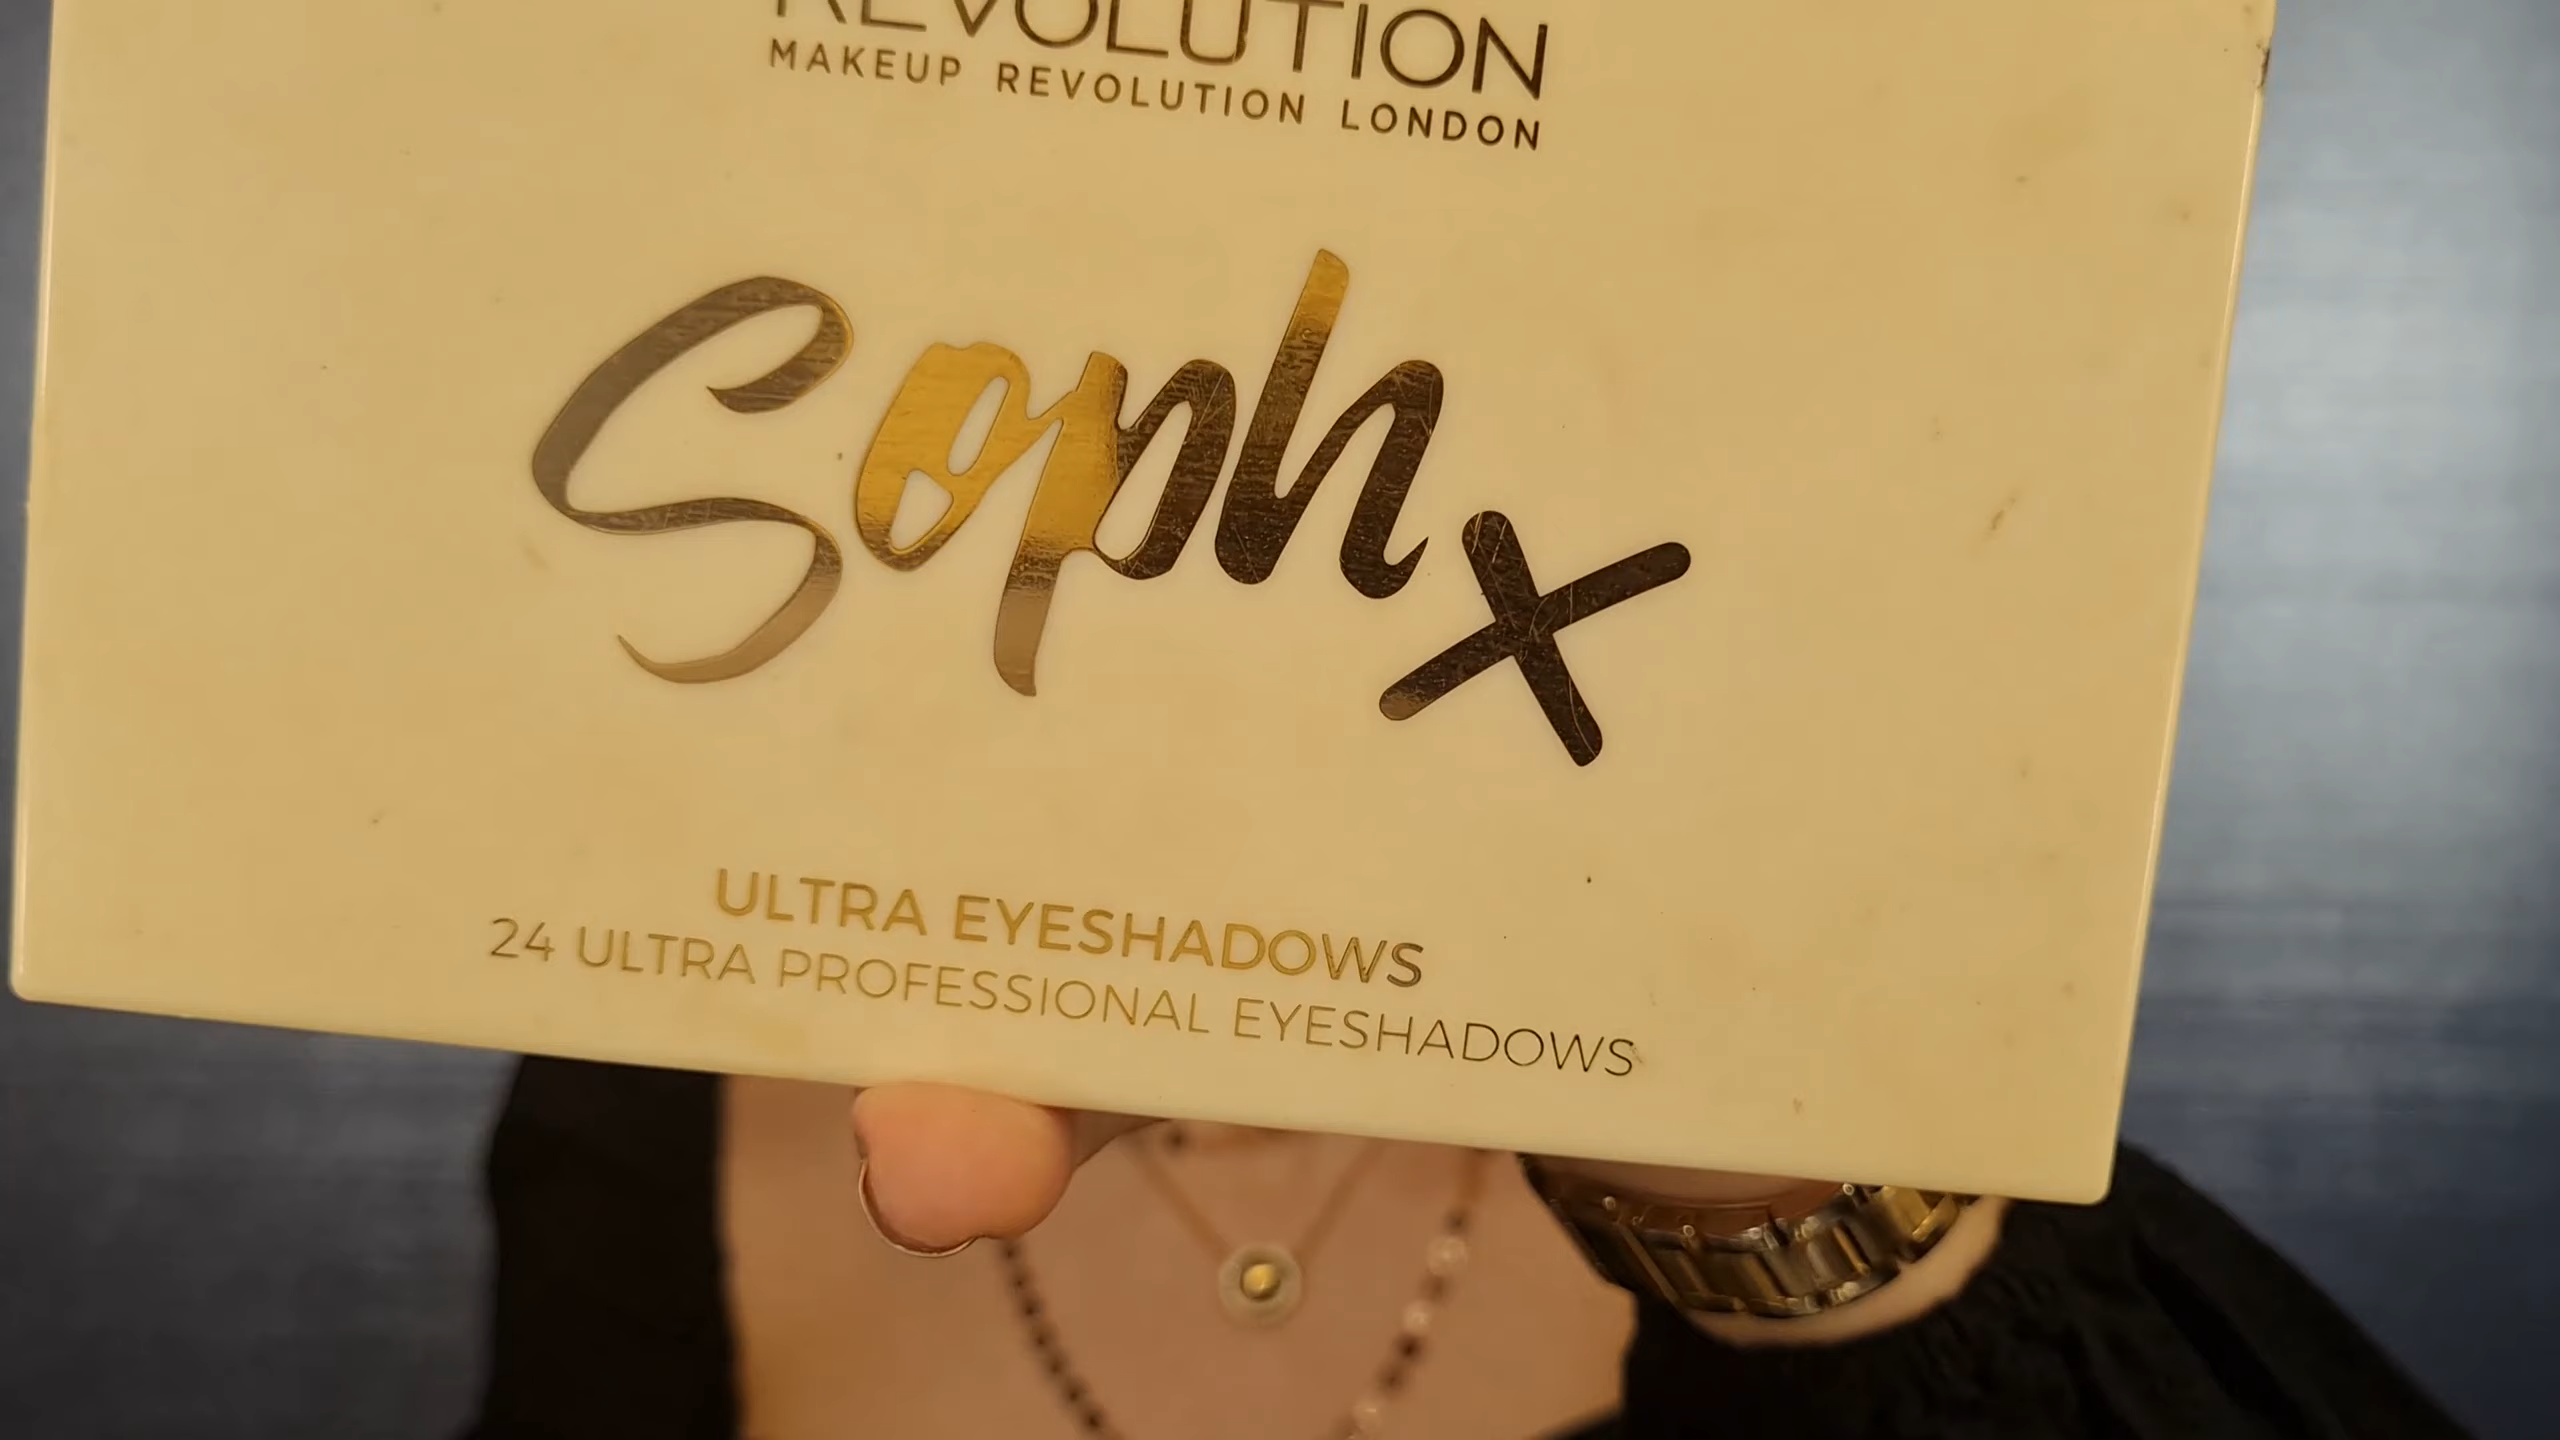 REVOLUTION
MAKEUP REVOLUTION LONDON
Soph x
ULTRA EYESHADOWS
24 ULTRA PROFESSIONAL EYESHADOWS